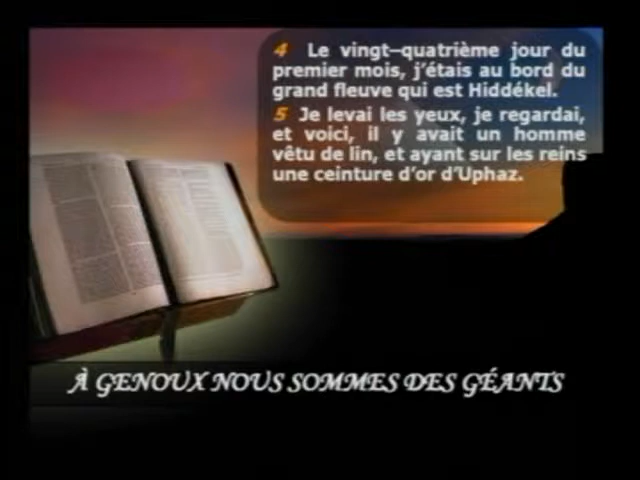 4 Le vingt–quatrième jour du
premier mois, j'étais au bord du
grand fleuve qui est Hiddékel.
5 Je levai les yeux, je regardai,
et voici, il y avait un homme
vêtu de lin, et ayant sur les reins
une ceinture d'or d'Uphaz.
À GENOUX NOUS SOMMES DES GÉANTS